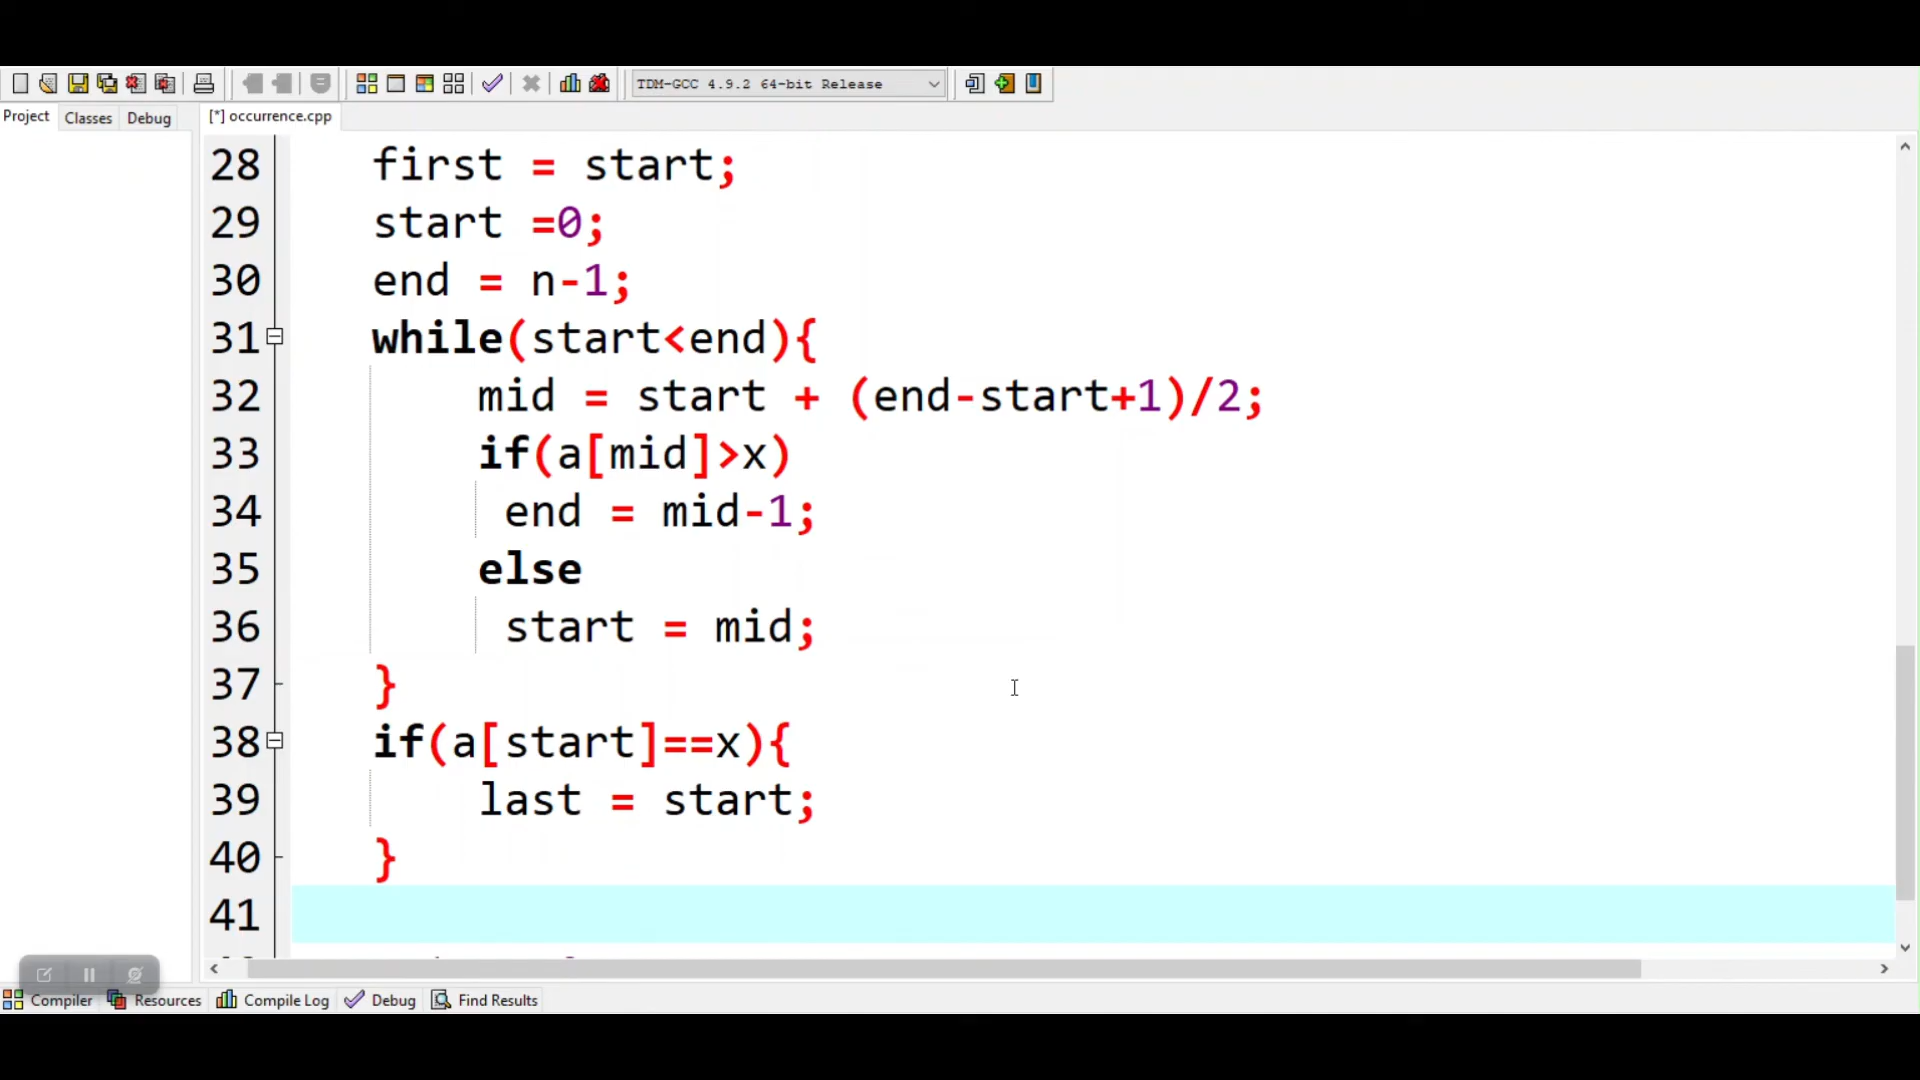 TDM-GCC 4.9.2 64-bit Release
Project Classes Debug
[*] occurrence.cpp
28 first = start;
29 start =0;
30 end = n-1;
31 while(start<end){
32 mid = start + (end-start+1)/2;
33 if(a[mid]>x)
34 end = mid-1;
35 else
36 start = mid;
37 }
38 if(a[start]==x){
39 last = start;
40 }
41
Compiler Resources Compile Log Debug Find Results